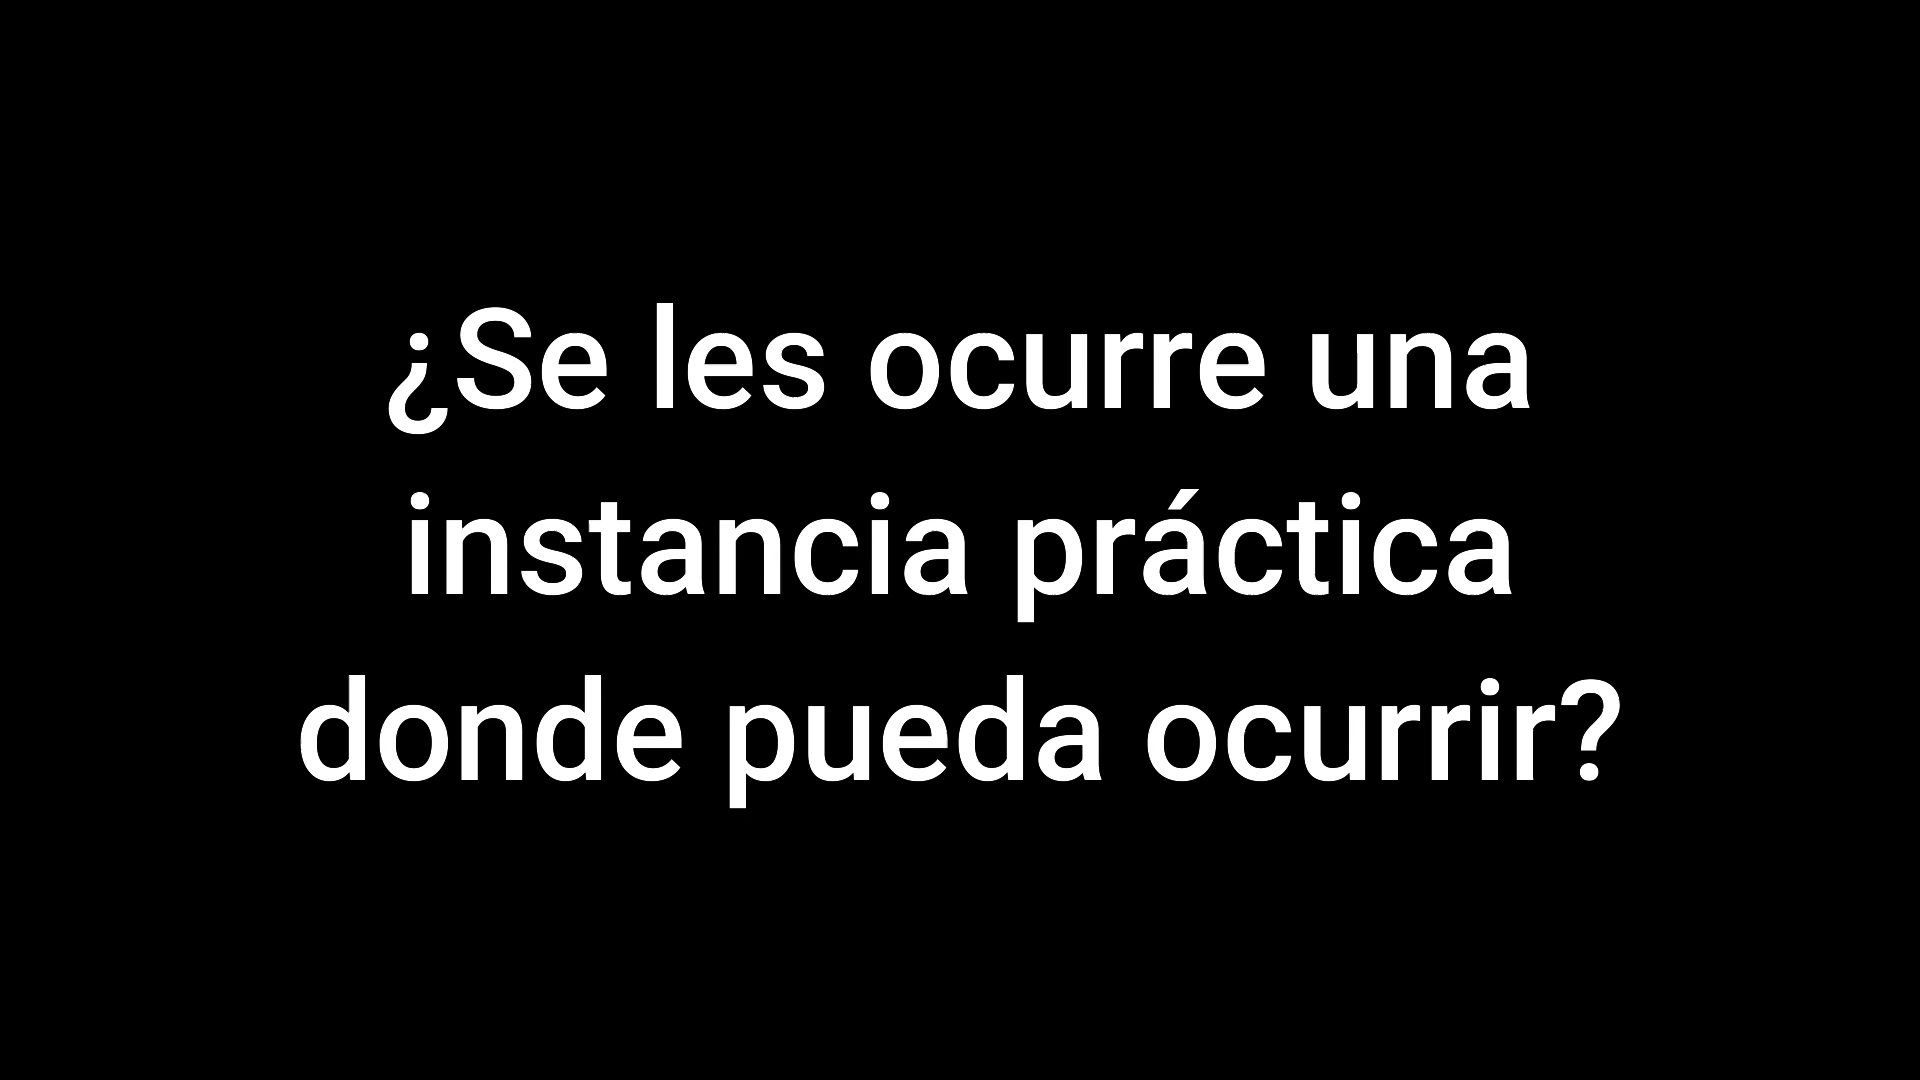 ¿Se les ocurre una
instancia práctica
donde pueda ocurrir?